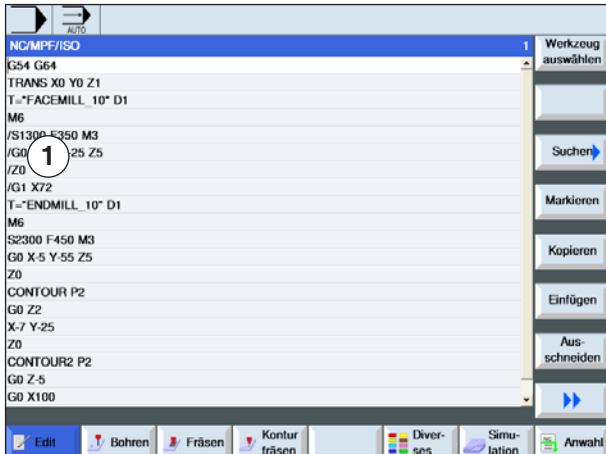 AUTO
NC/MPF/ISO 1
G54 G64
TRANS X0 Y0 Z1
T="FACEMILL_10" D1
M6
/S1300 F350 M3
/G0 -25 Z5
/Z0
/G1 X72
T="ENDMILL_10" D1
M6
S2300 F450 M3
G0 X-5 Y-55 Z5
Z0
CONTOUR P2
G0 Z2
X-7 Y-25
Z0
CONTOUR2 P2
G0 Z-5
G0 X100
1
Werkzeug
auswählen
Suchen
Markieren
Kopieren
Einfügen
Aus-
schneiden
Edit
Bohren
Fräsen
Kontur
fräsen
Diver-
ses
Simu-
lation
NC
Anwahl